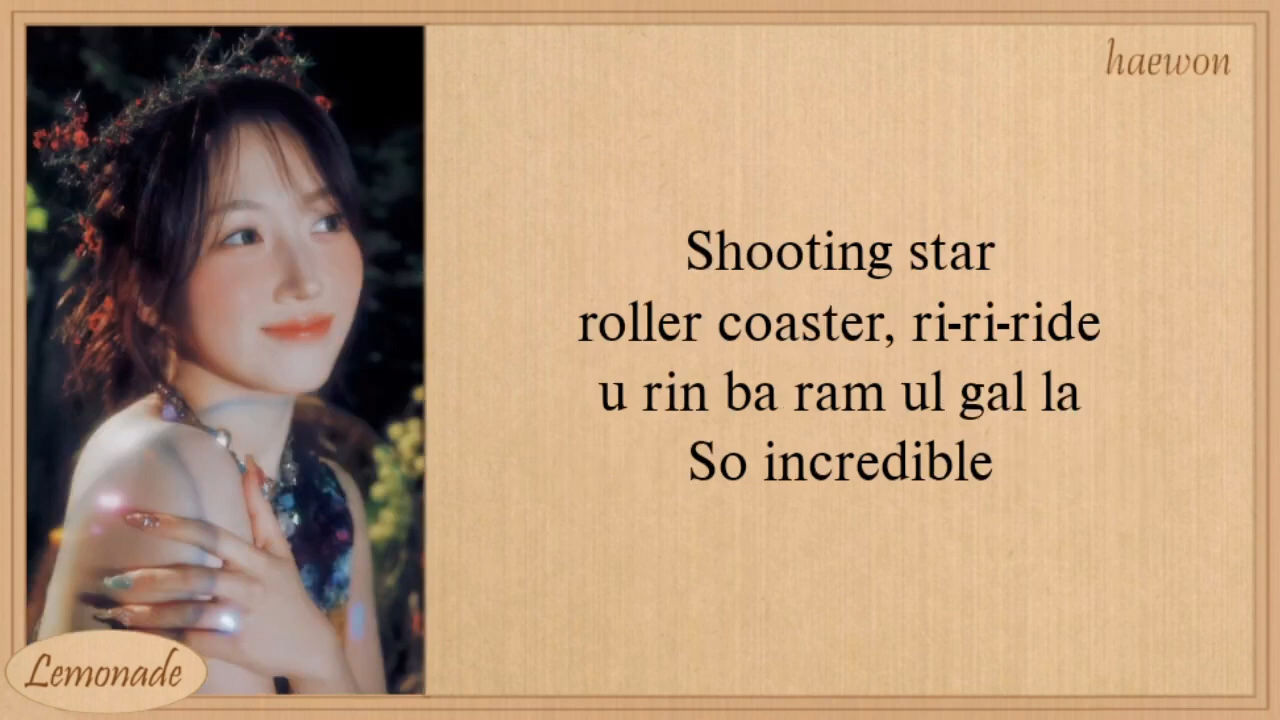 haewon
Shooting star
roller coaster, ri-ri-ride
u rin ba ram ul gal la
So incredible
Lemonade